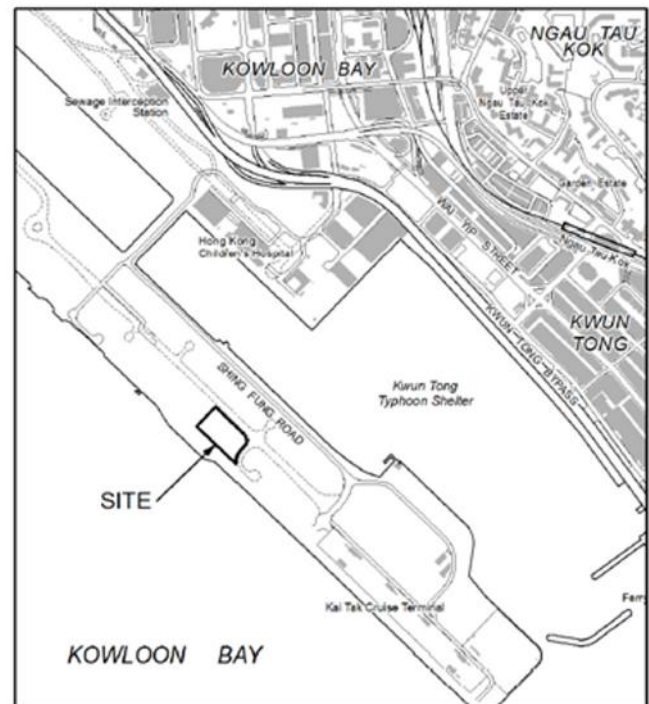 NGAU TAU
KOK
KOWLOON BAY
Upper
Ngau Tau Kok
Estate
Sewage Interception
Station
Garden Estate
WAI YIP STREET
Ngau Tau Kok
Hong Kong
Children's Hospital
KWUN
TONG
KWUN TONG BYPASS
SHING FUNG ROAD
Kwun Tong
Typhoon Shelter
SITE
Kai Tak Cruise Terminal
Ferry
KOWLOON BAY